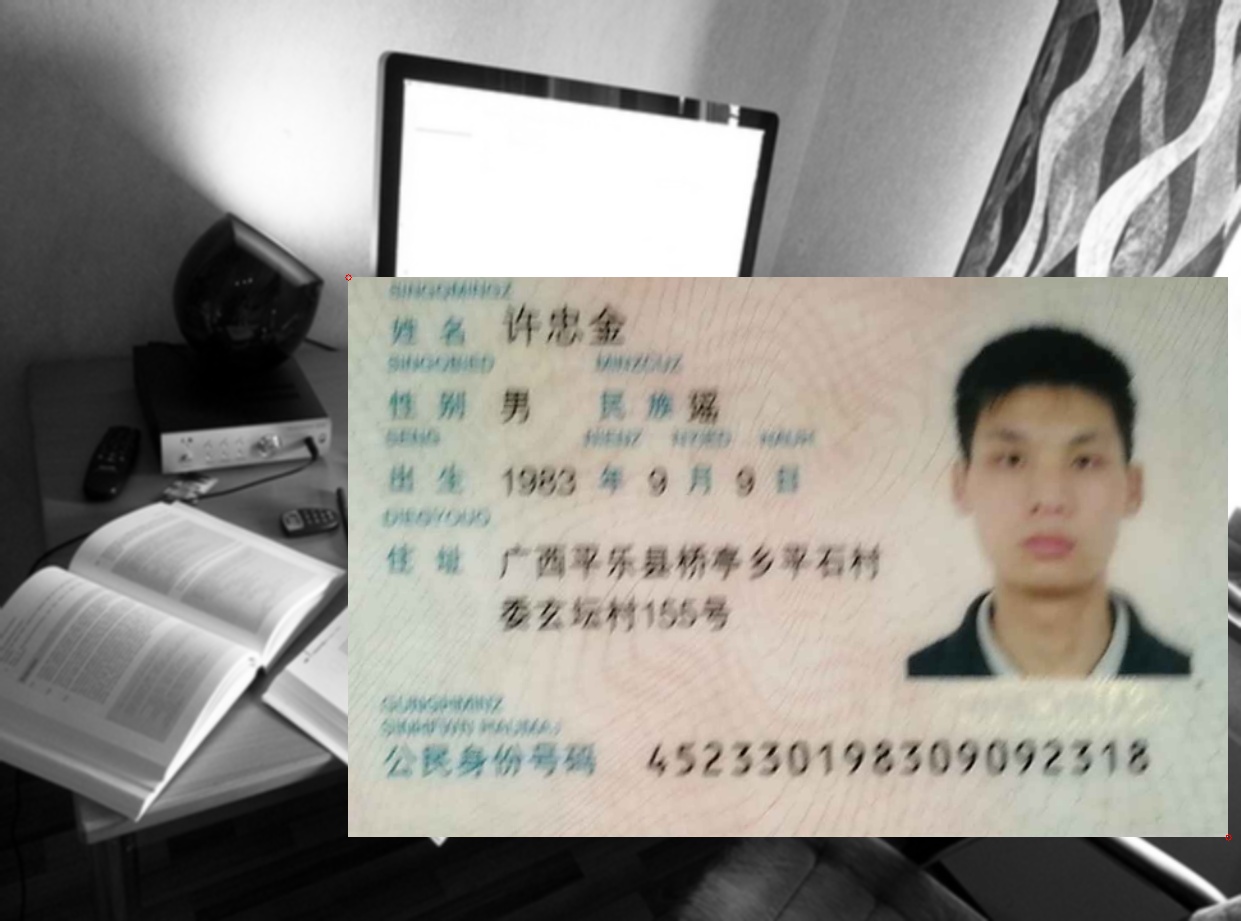 SINGQMINGZ
姓 名 许忠金
SINGQBIED MINZCUZ
性 别 男 民 族 瑶
SENG NIENZ NYIED HAUH
出 生 1983 年 9 月 9 日
DIEGYOUQ
住 址 广西平乐县桥亭乡平石村
委玄坛村155号
GUNGHMINZ
SINHFWN HAUMAJ
公民身份号码 452330198309092318